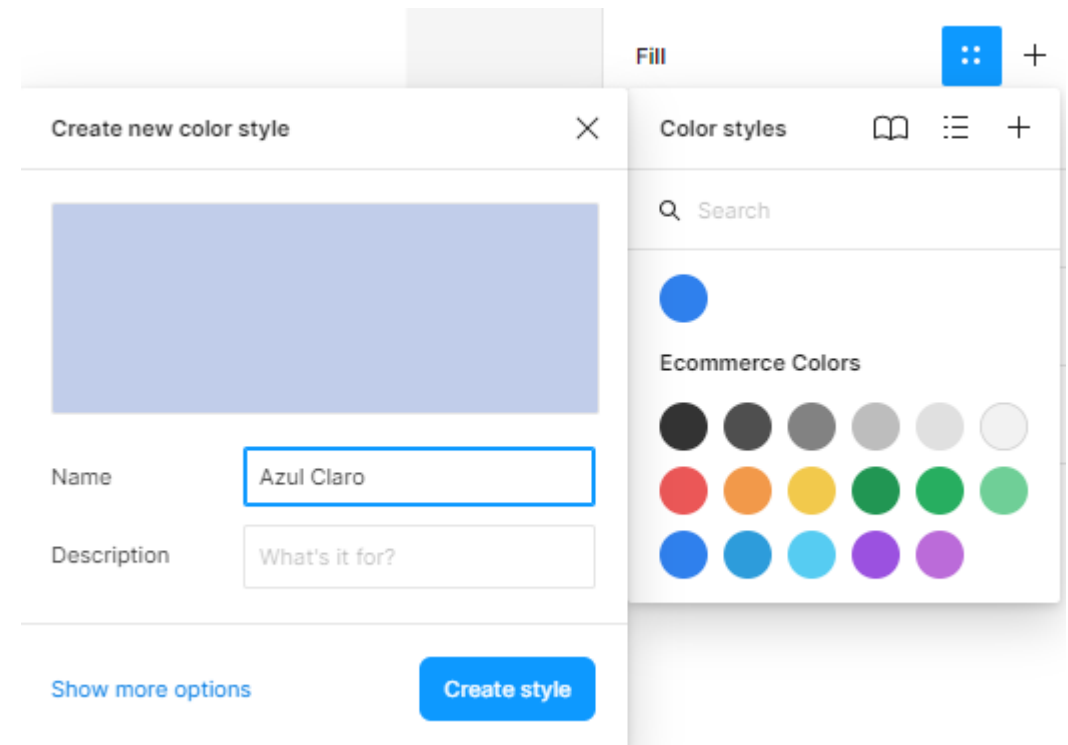 Fill
Create new color style
Color styles
Search
Ecommerce Colors
Name
Azul Claro
Description
What's it for?
Show more options
Create style